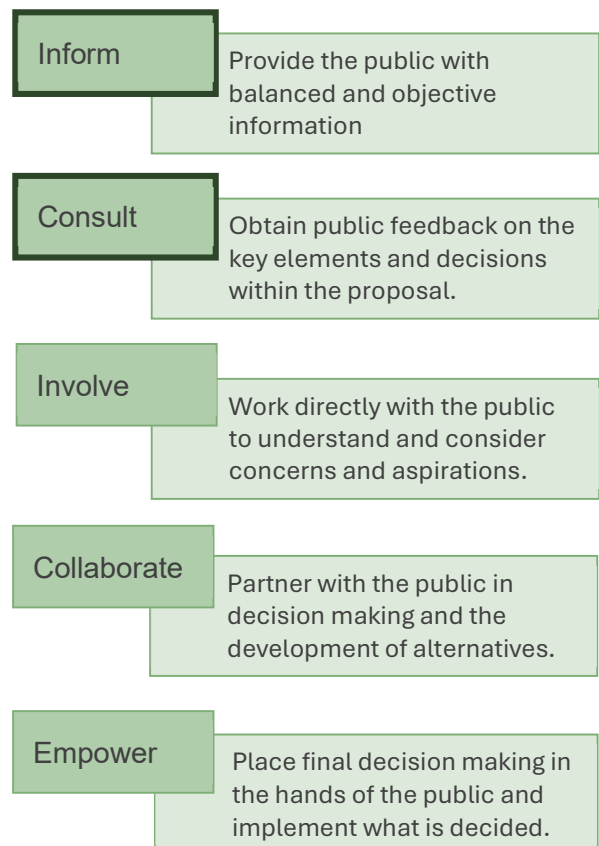 Inform
Provide the public with
balanced and objective
information
Consult
Obtain public feedback on the
key elements and decisions
within the proposal.
Involve
Work directly with the public
to understand and consider
concerns and aspirations.
Collaborate
Partner with the public in
decision making and the
development of alternatives.
Empower
Place final decision making in
the hands of the public and
implement what is decided.